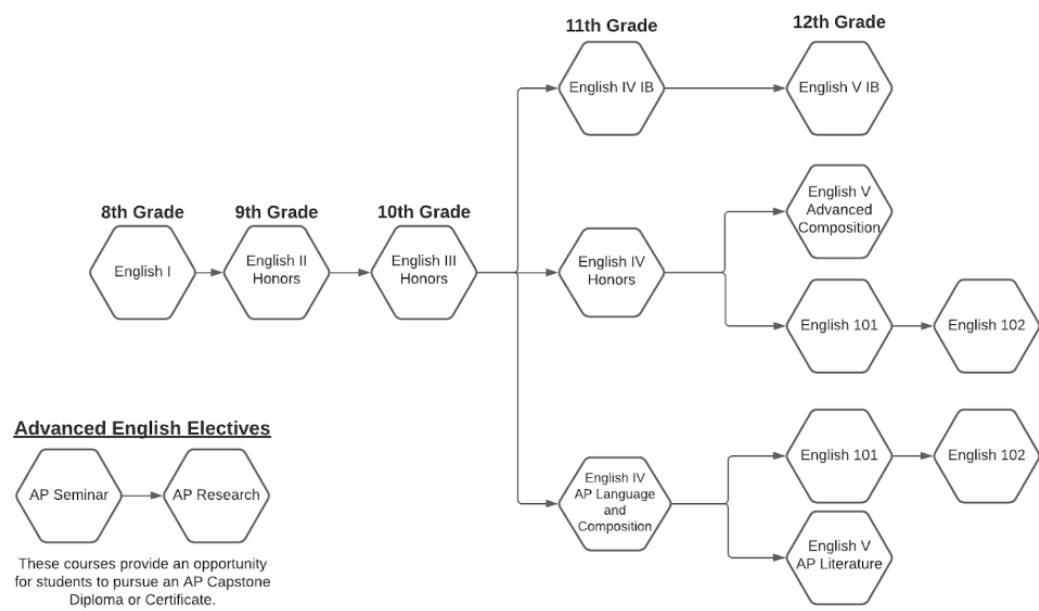 11th Grade
12th Grade
English IV IB
English V IB
8th Grade
9th Grade
10th Grade
English I
English II
Honors
English III
Honors
English IV
Honors
English V
Advanced
Composition
English 101
English 102
English IV
AP Language
and
Composition
English 101
English 102
English V
AP Literature
Advanced English Electives
AP Seminar
AP Research
These courses provide an opportunity
for students to pursue an AP Capstone
Diploma or Certificate.